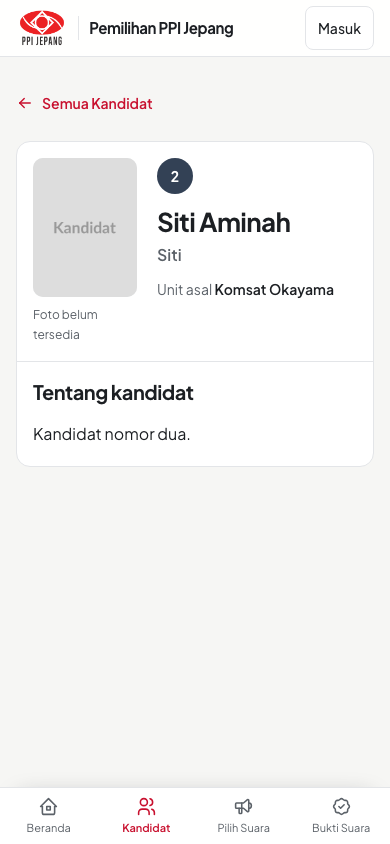 PPI JEPANG
Pemilihan PPI Jepang
Masuk
← Semua Kandidat
Kandidat
2
Siti Aminah
Siti
Unit asal Komsat Okayama
Foto belum
tersedia
Tentang kandidat
Kandidat nomor dua.
Beranda
Kandidat
Pilih Suara
Bukti Suara